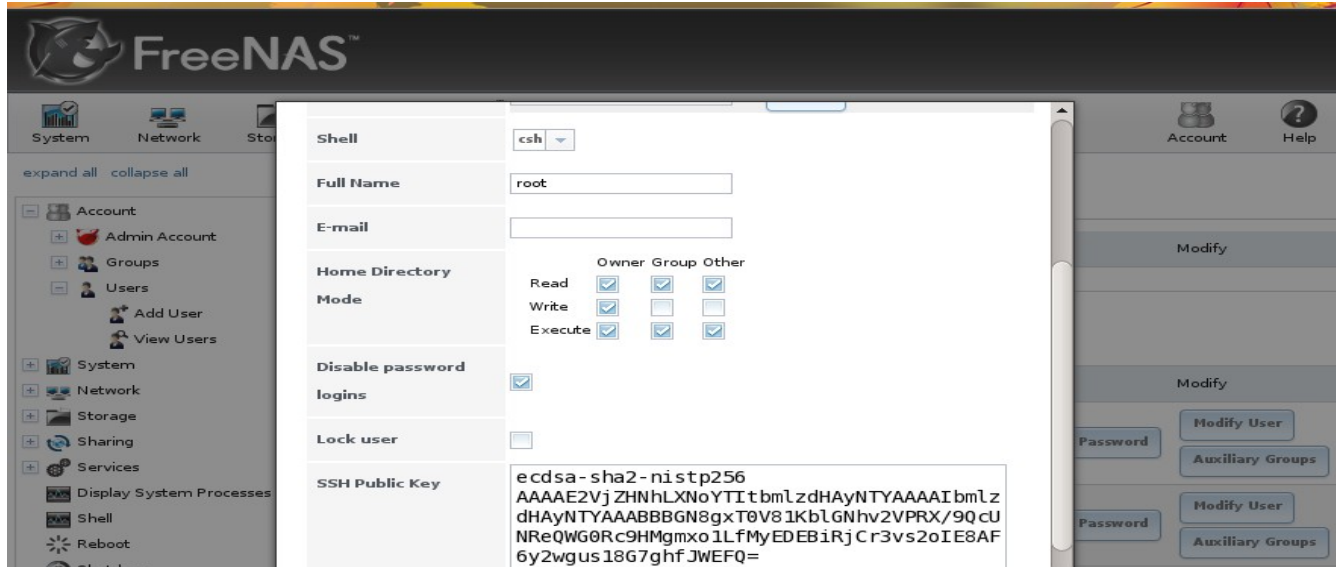 FreeNAS™
System
Network
Account
Help
expand all collapse all
Account
Admin Account
Groups
Users
Add User
View Users
System
Network
Storage
Sharing
Services
Display System Processes
Shell
Reboot
Shell
csh
Full Name
root
E-mail
Home Directory
Mode
Owner Group Other
Read
Write
Execute
Disable password
logins
Lock user
SSH Public Key
ecdsa-sha2-nistp256
AAAAE2VjZHNhLXNoYTItbmlzdHAyNTYAAAAIbmlz
dHAyNTYAAABBBGN8gxT0V81KblGNhv2VPRX/9QcU
NReQWG0Rc9HMgmxo1LfMyEDEBiRjCr3vs2oIE8AF
6y2wgus18G7ghfJWEFQ=
Modify
Modify
Password
Modify User
Auxiliary Groups
Password
Modify User
Auxiliary Groups